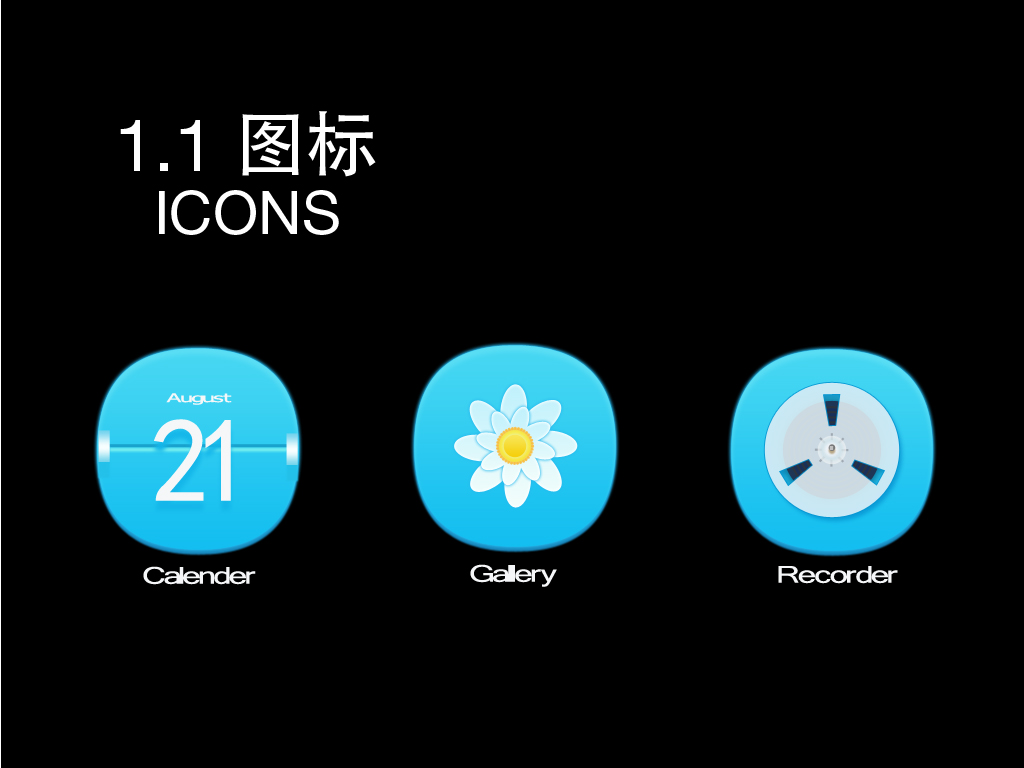 1.1 图标
ICONS
August
21
Calender
Gallery
Recorder